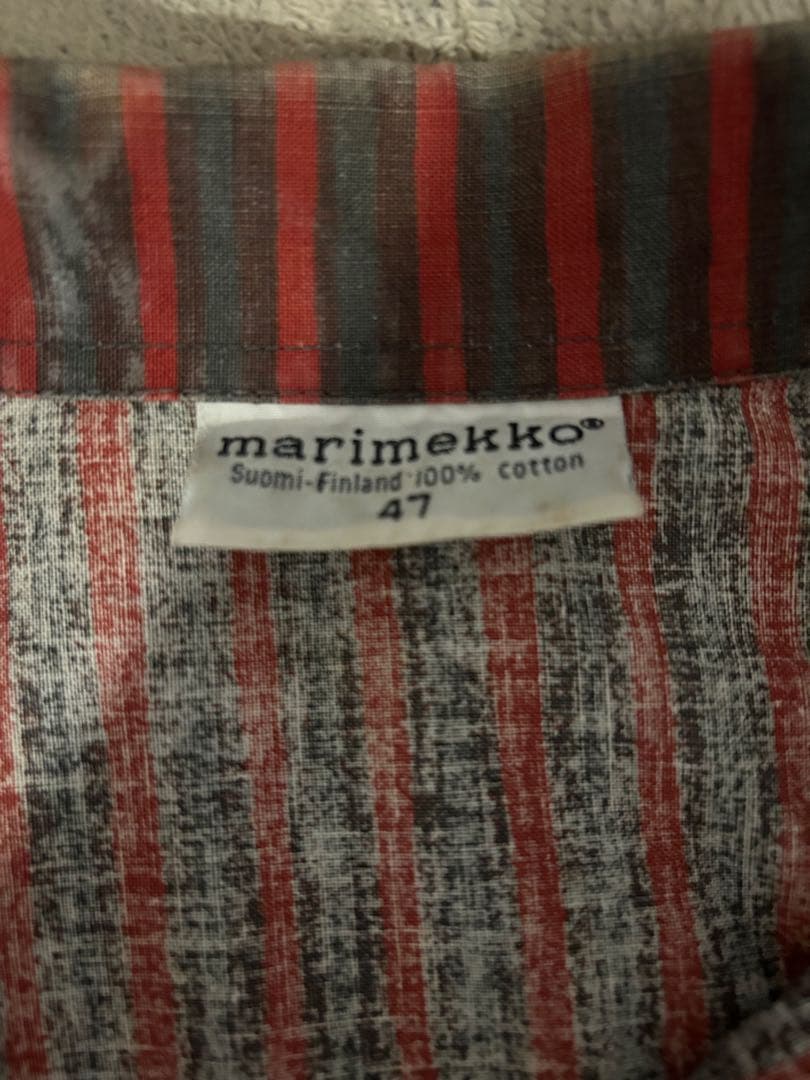 marimekko®
Suomi-Finland 100% cotton
47